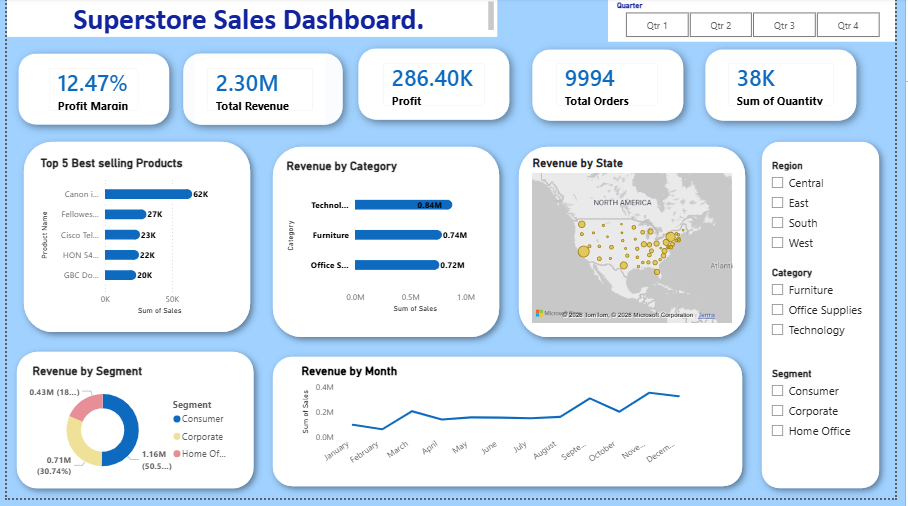 Superstore Sales Dashboard.
Quarter
Qtr 1
Qtr 2
Qtr 3
Qtr 4
12.47%
Profit Margin
2.30M
Total Revenue
286.40K
Profit
9994
Total Orders
38K
Sum of Quantity
Top 5 Best selling Products
Product Name
Canon i...
62K
Fellowes...
27K
Cisco Tel...
23K
HON 54...
22K
GBC Do...
20K
0K
50K
Sum of Sales
Revenue by Category
Category
Technol...
0.84M
Furniture
0.74M
Office S...
0.72M
0.0M
0.5M
1.0M
Sum of Sales
Revenue by State
NORTH AMERICA
Atlanti
Microsoft
© 2026 TomTom, © 2026 Microsoft Corporation
Terms
Region
Central
East
South
West
Category
Furniture
Office Supplies
Technology
Segment
Consumer
Corporate
Home Office
Revenue by Segment
0.43M (18...)
0.71M
(30.74%)
1.16M
(50.5...)
Segment
Consumer
Corporate
Home Of...
Revenue by Month
Sum of Sales
0.4M
0.2M
0.0M
January
February
March
April
May
June
July
August
Septe...
October
Nove...
Decem...